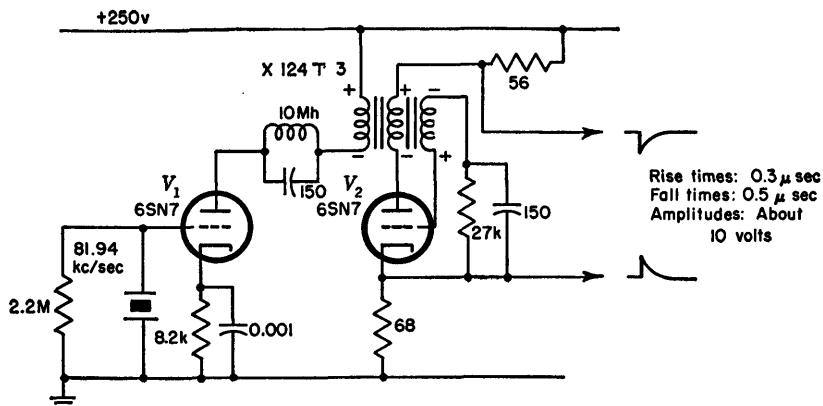 +250v
X 124 T 3
56
+
+
-
10Mh
-
-
+
150
V1
6SN7
V2
6SN7
27k
150
Rise times: 0.3 μ sec
Fall times: 0.5 μ sec
Amplitudes: About
10 volts
81.94
kc/sec
2.2M
8.2k
0.001
68